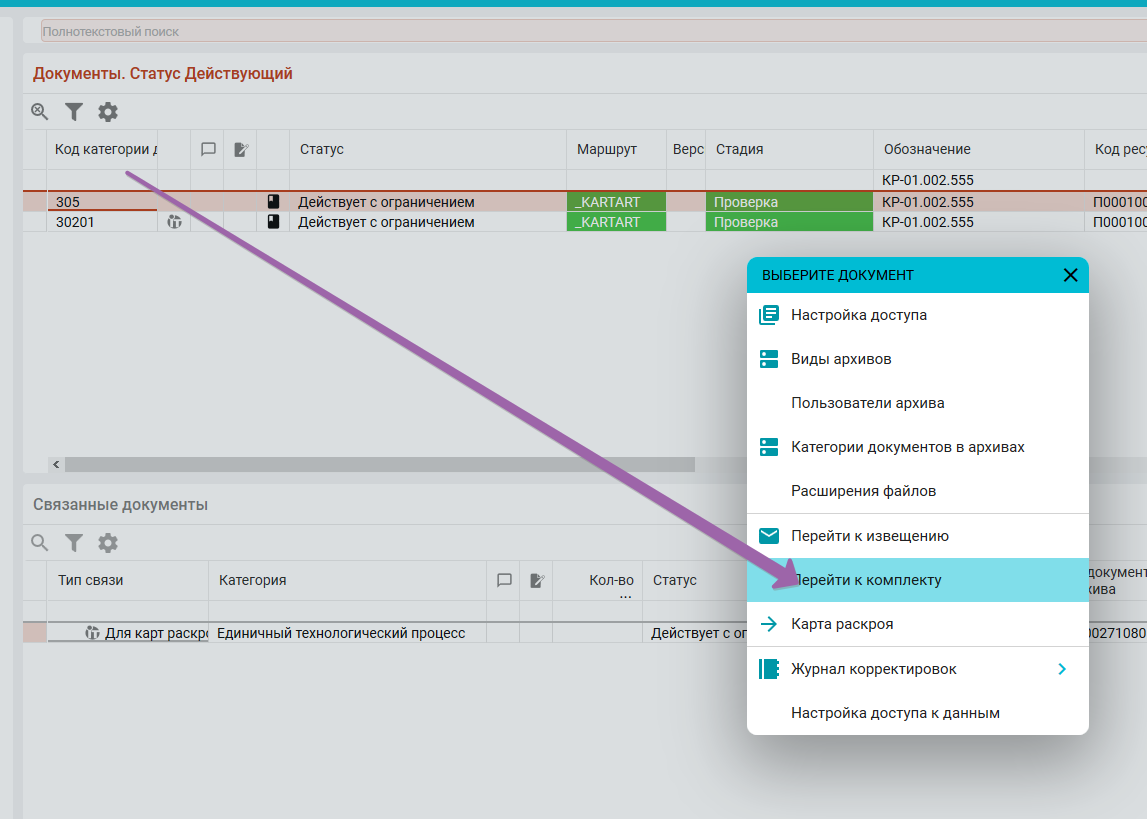 Полнотекстовый поиск
Документы. Статус Действующий
Код категории д Статус Маршрут Верс Стадия Обозначение Код рес
КР-01.002.555
305 Действует с ограничением _KARTART Проверка КР-01.002.555 П000100
30201 Действует с ограничением _KARTART Проверка КР-01.002.555 П000100
ВЫБЕРИТЕ ДОКУМЕНТ
Настройка доступа
Виды архивов
Пользователи архива
Категории документов в архивах
Расширения файлов
Перейти к извещению
Перейти к комплекту
Карта раскроя
Журнал корректировок
Настройка доступа к данным
Связанные документы
Тип связи Категория Кол-во ... Статус документ
хива
Для карт раскро Единичный технологический процесс Действует с ог 00271080